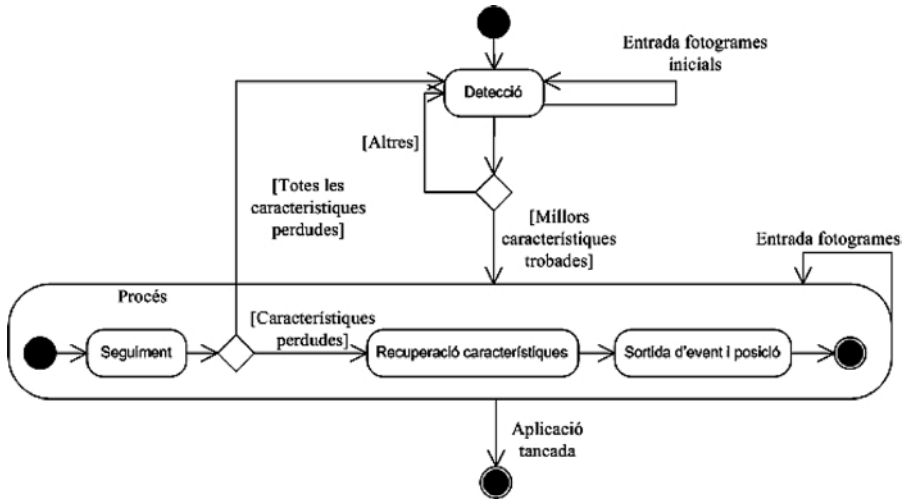 Entrada fotogrames
inicials
Detecció
[Altres]
[Totes les
caracteristiques
perdudes]
[Millors
característiques
trobades]
Entrada fotogrames
Procés
[Característiques
perdudes]
Seguiment
Recuperació característiques
Sortida d'event i posició
Aplicació
tancada